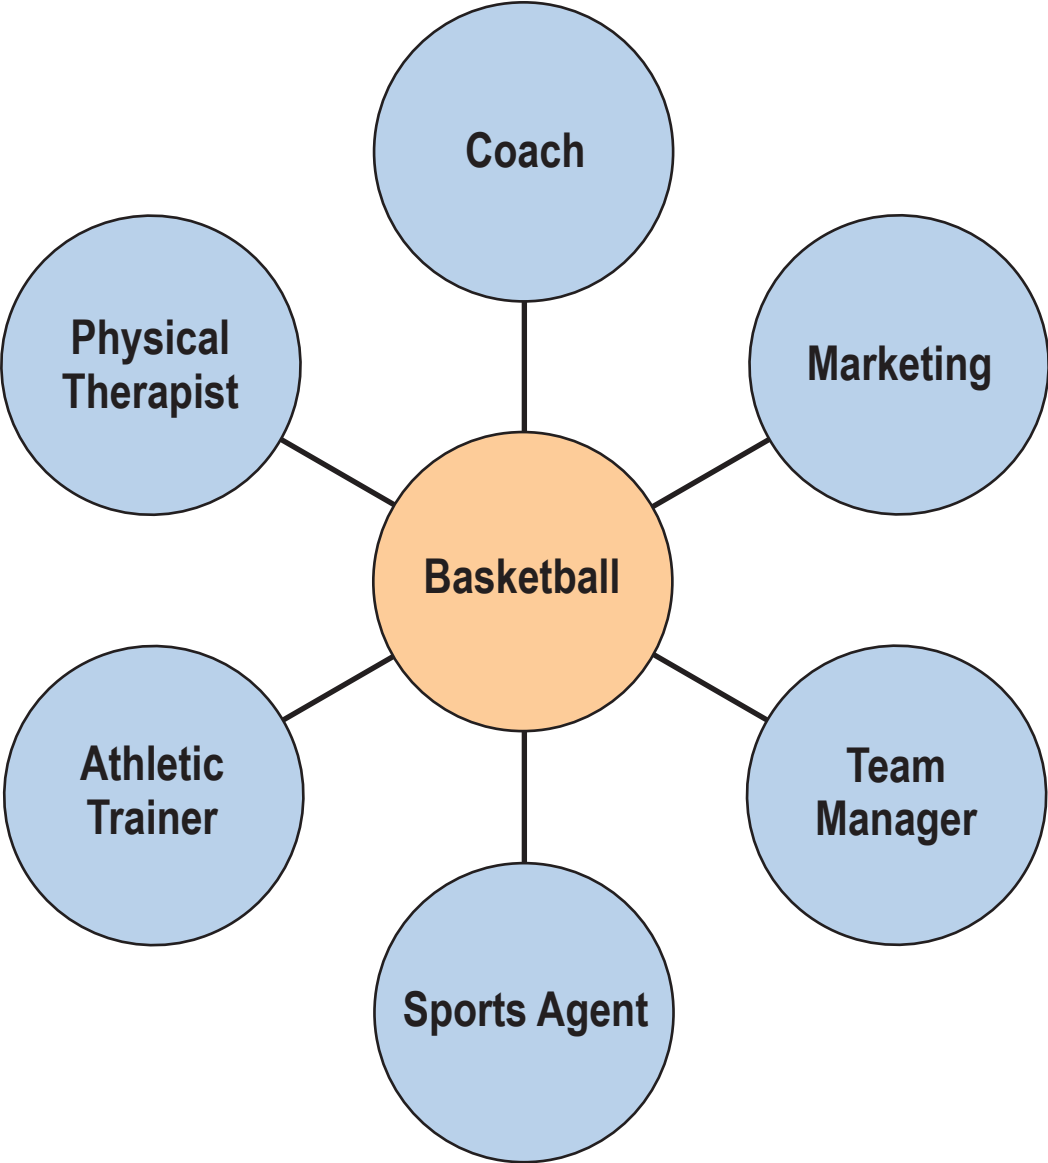 Coach
Physical
Therapist
Marketing
Basketball
Athletic
Trainer
Team
Manager
Sports Agent